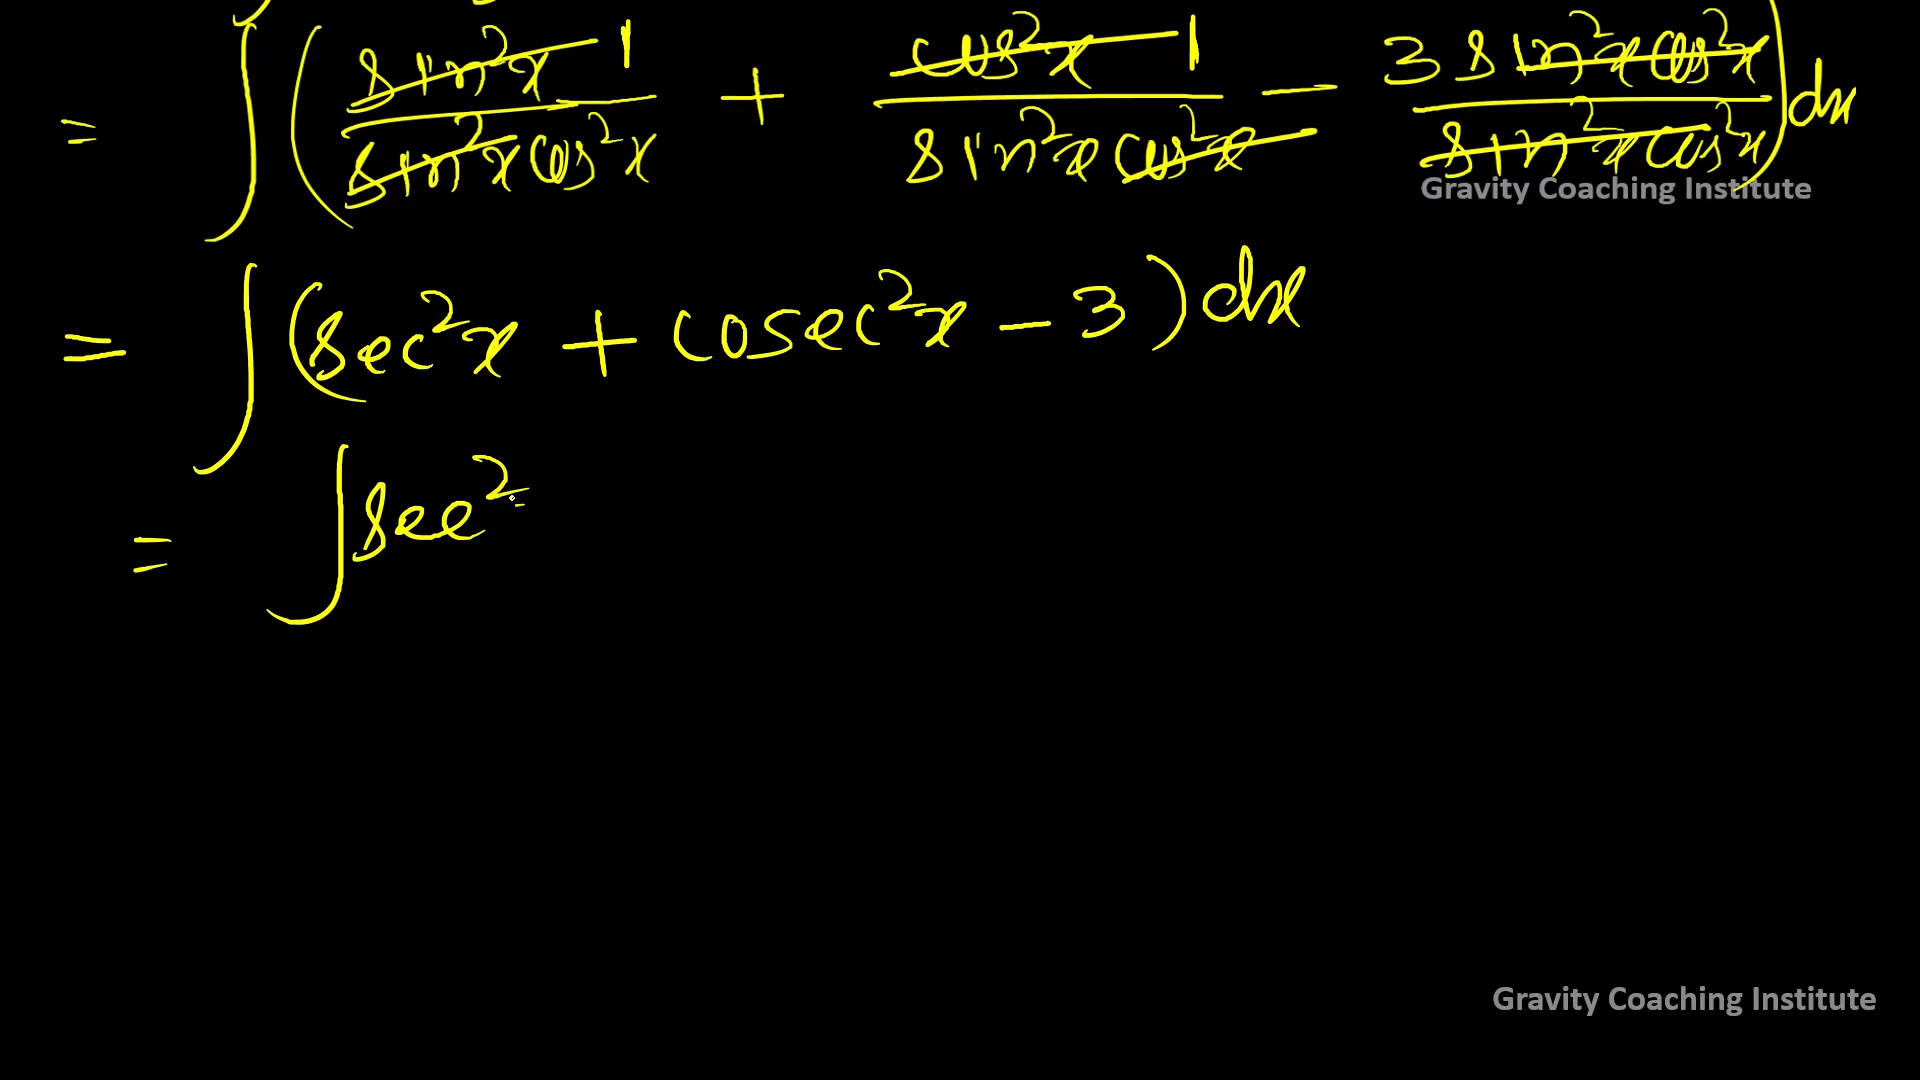 = ∫ ( sin²x 1 / sin²x cos²x + cos²x 1 / sin²x cos²x − 3 sin²x cos²x / sin²x cos²x ) dx
Gravity Coaching Institute
= ∫ (sec²x + cosec²x − 3) dx
= ∫ sec²
Gravity Coaching Institute